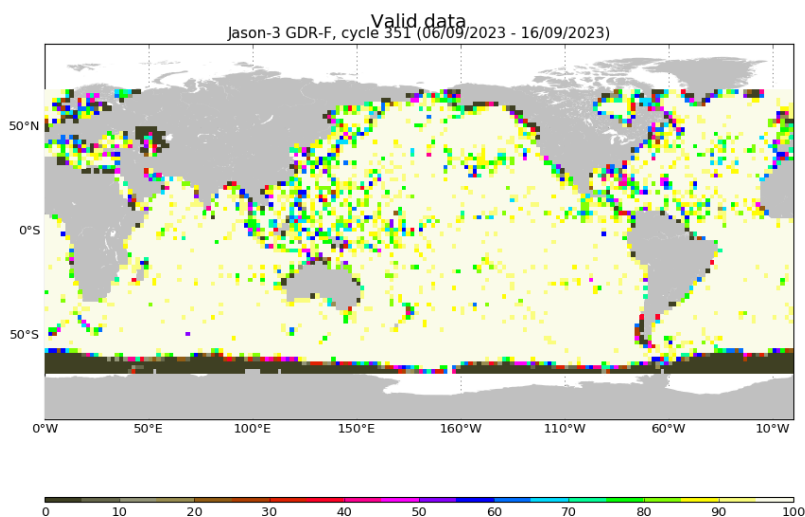 Valid data
Jason-3 GDR-F, cycle 351 (06/09/2023 - 16/09/2023)
50°N
0°S
50°S
0°W 50°E 100°E 150°E 160°W 110°W 60°W 10°W
0 10 20 30 40 50 60 70 80 90 100